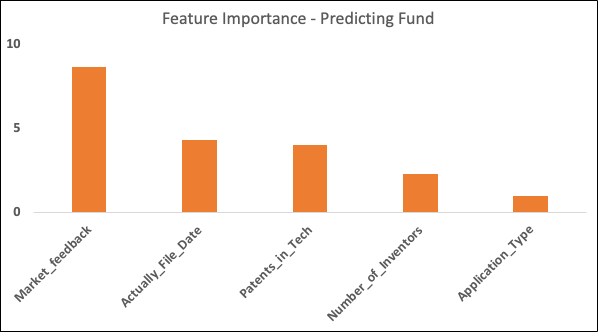 Feature Importance - Predicting Fund
10
5
0
Market_feedback
Actually_File_Date
Patents_in_Tech
Number_of_Inventors
Application_Type